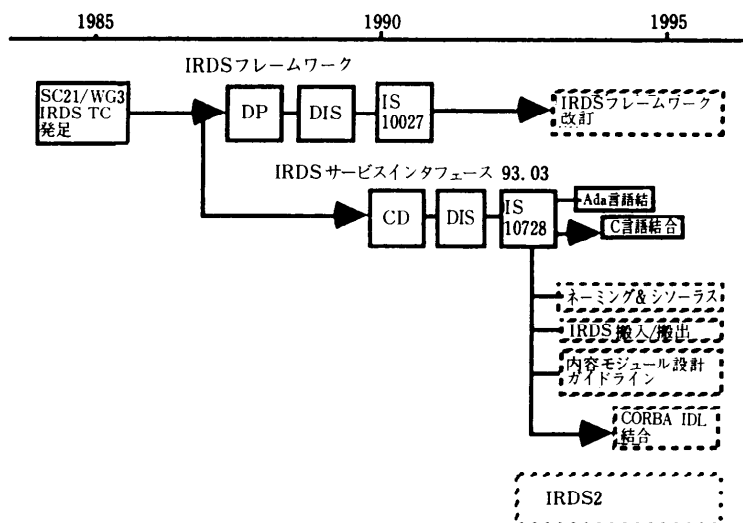 1985
1990
1995
IRDSフレームワーク
SC21/WG3
IRDS TC
発足
DP
DIS
IS
10027
IRDSフレームワーク
改訂
IRDSサービスインタフェース 93.03
CD
DIS
IS
10728
Ada言語結
C言語結合
ネーミング&シソーラス
IRDS搬入/搬出
内容モジュール設計
ガイドライン
CORBA IDL
結合
IRDS2